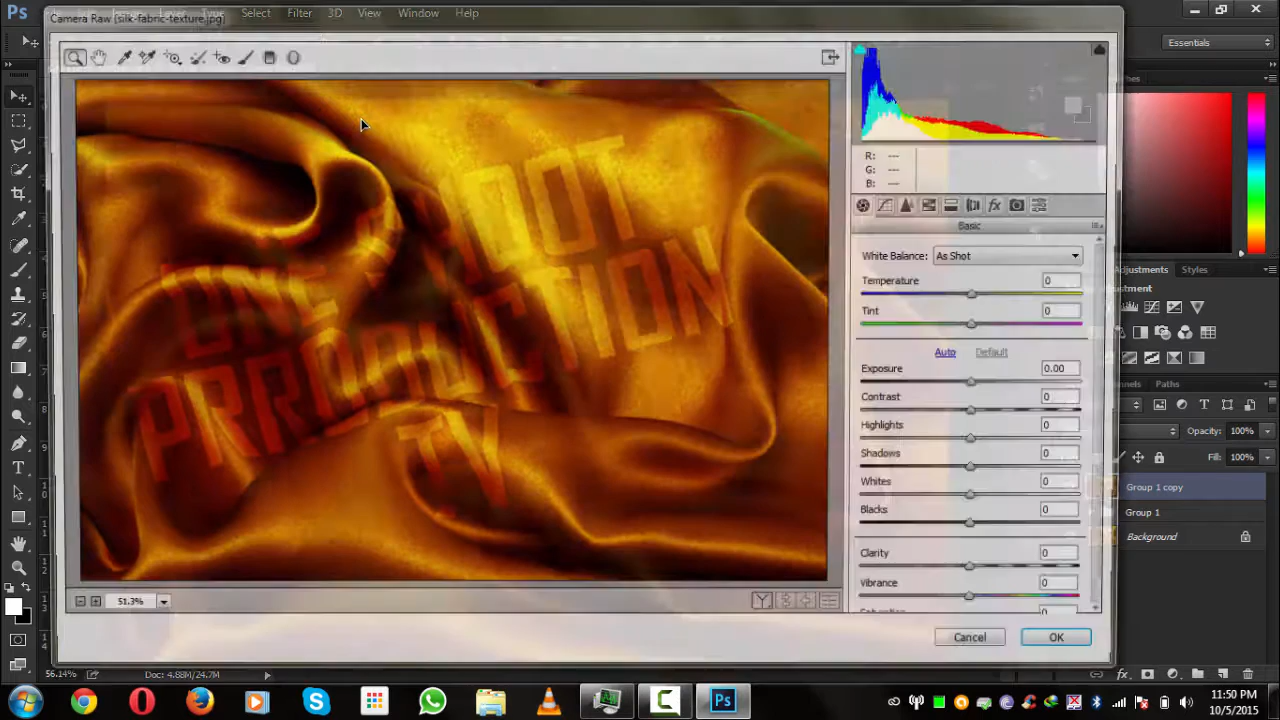 Ps
Select Filter 3D View Window Help
Camera Raw [silk-fabric-texture.jpg]
Essentials
R: ---
G: ---
B: ---
Basic
White Balance: As Shot
Temperature 0
Tint 0
Auto Default
Exposure 0.00
Contrast 0
Highlights 0
Shadows 0
Whites 0
Blacks 0
Clarity 0
Vibrance 0
Adjustments Styles
Paths
Opacity: 100%
Fill: 100%
Group 1 copy
Group 1
Background
51.3%
Cancel OK
56.14% Doc: 4.88M/24.7M
Ps
11:50 PM
10/5/2015